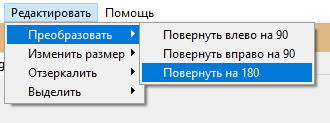 Редактировать Помощь
Преобразовать
Изменить размер
Отзеркалить
Выделить
Повернуть влево на 90
Повернуть вправо на 90
Повернуть на 180